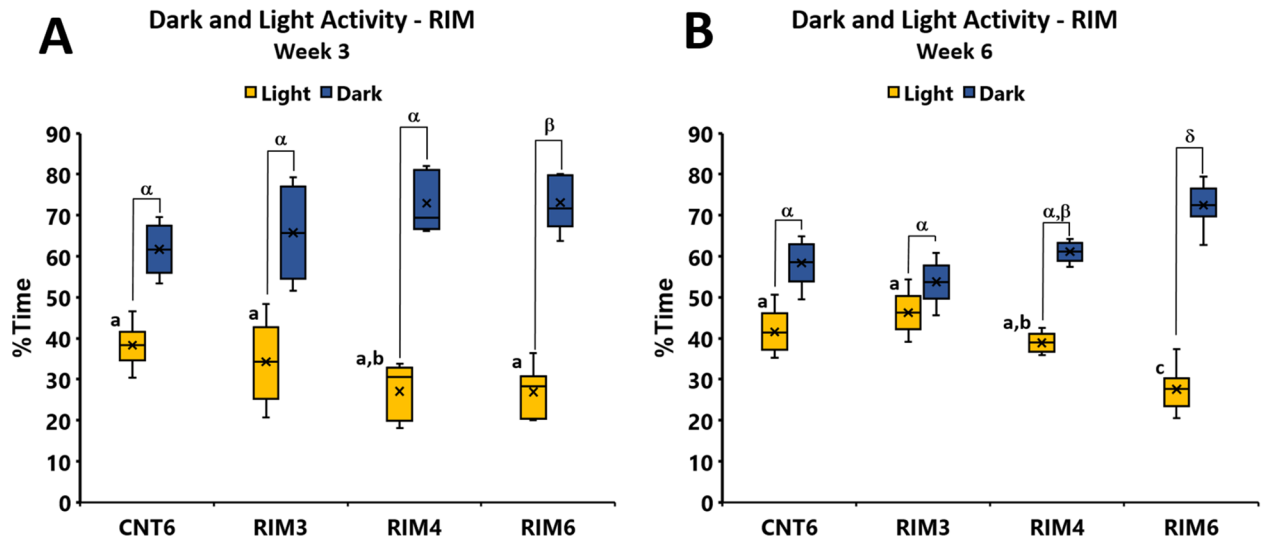 A
Dark and Light Activity - RIM
Week 3
Light Dark
% Time
90
80
70
60
50
40
30
20
10
0
α
α
α
β
a
a
a,b
a
CNT6 RIM3 RIM4 RIM6
B
Dark and Light Activity - RIM
Week 6
Light Dark
% Time
90
80
70
60
50
40
30
20
10
0
α
α
α,β
δ
a
a
a,b
c
CNT6 RIM3 RIM4 RIM6